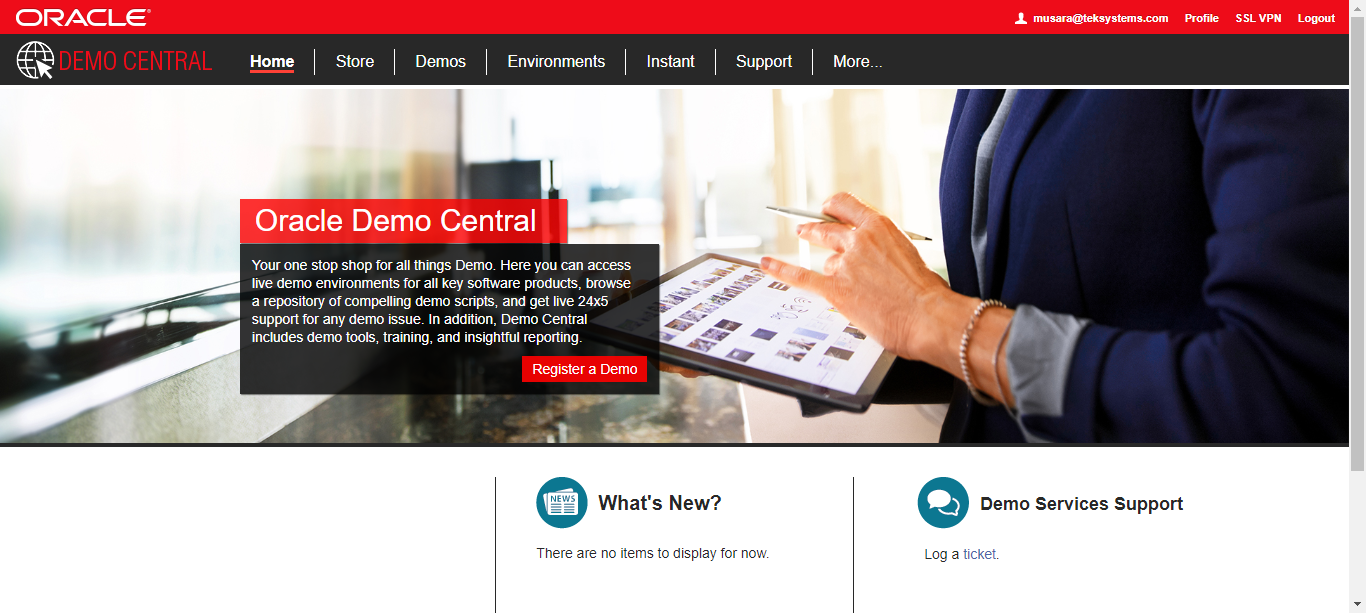 ORACLE®
musara@teksystems.com Profile SSL VPN Logout
DEMO CENTRAL
Home Store Demos Environments Instant Support More...
Oracle Demo Central
Your one stop shop for all things Demo. Here you can access
live demo environments for all key software products, browse
a repository of compelling demo scripts, and get live 24x5
support for any demo issue. In addition, Demo Central
includes demo tools, training, and insightful reporting.
Register a Demo
NEWS
What's New?
There are no items to display for now.
Demo Services Support
Log a ticket.